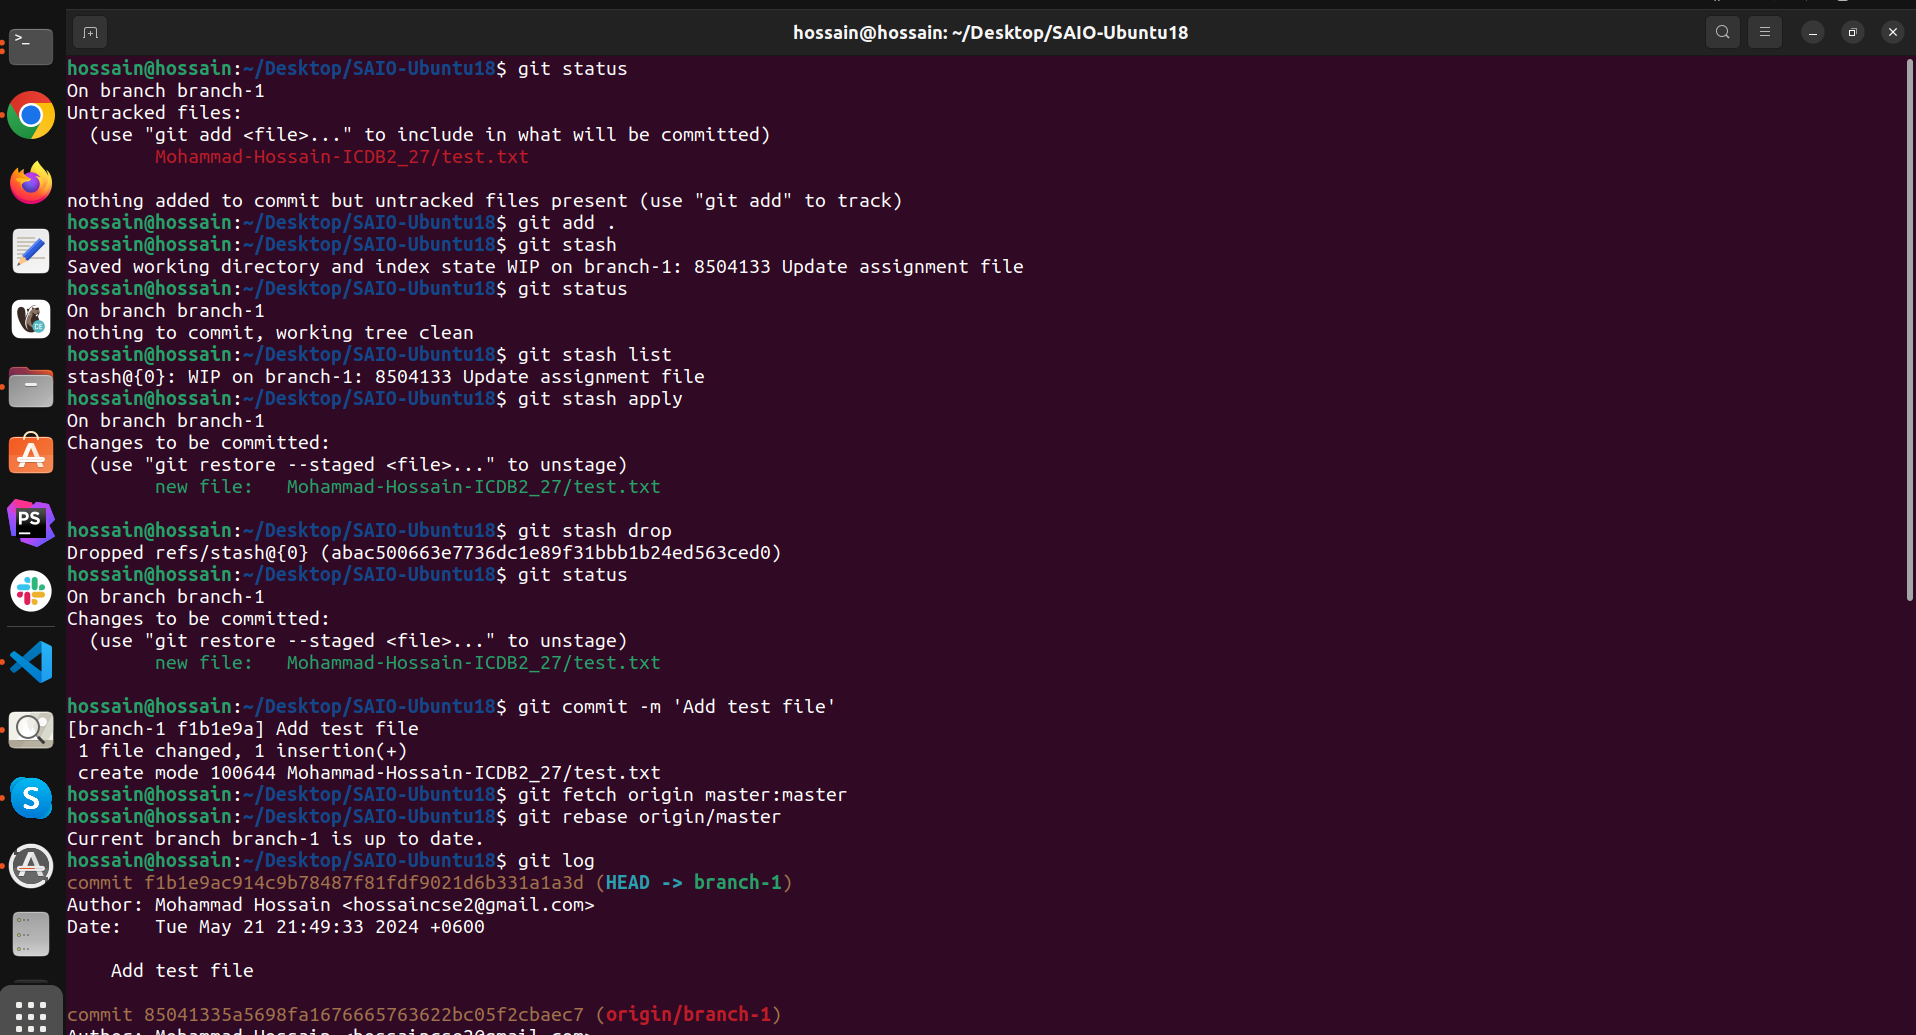 hossain@hossain: ~/Desktop/SAIO-Ubuntu18
hossain@hossain:~/Desktop/SAIO-Ubuntu18$ git status
On branch branch-1
Untracked files:
  (use "git add <file>..." to include in what will be committed)
        Mohammad-Hossain-ICDB2_27/test.txt

nothing added to commit but untracked files present (use "git add" to track)
hossain@hossain:~/Desktop/SAIO-Ubuntu18$ git add .
hossain@hossain:~/Desktop/SAIO-Ubuntu18$ git stash
Saved working directory and index state WIP on branch-1: 8504133 Update assignment file
hossain@hossain:~/Desktop/SAIO-Ubuntu18$ git status
On branch branch-1
nothing to commit, working tree clean
hossain@hossain:~/Desktop/SAIO-Ubuntu18$ git stash list
stash@{0}: WIP on branch-1: 8504133 Update assignment file
hossain@hossain:~/Desktop/SAIO-Ubuntu18$ git stash apply
On branch branch-1
Changes to be committed:
  (use "git restore --staged <file>..." to unstage)
        new file:   Mohammad-Hossain-ICDB2_27/test.txt

hossain@hossain:~/Desktop/SAIO-Ubuntu18$ git stash drop
Dropped refs/stash@{0} (abac500663e7736dc1e89f31bbb1b24ed563ced0)
hossain@hossain:~/Desktop/SAIO-Ubuntu18$ git status
On branch branch-1
Changes to be committed:
  (use "git restore --staged <file>..." to unstage)
        new file:   Mohammad-Hossain-ICDB2_27/test.txt

hossain@hossain:~/Desktop/SAIO-Ubuntu18$ git commit -m 'Add test file'
[branch-1 f1b1e9a] Add test file
 1 file changed, 1 insertion(+)
 create mode 100644 Mohammad-Hossain-ICDB2_27/test.txt
hossain@hossain:~/Desktop/SAIO-Ubuntu18$ git fetch origin master:master
hossain@hossain:~/Desktop/SAIO-Ubuntu18$ git rebase origin/master
Current branch branch-1 is up to date.
hossain@hossain:~/Desktop/SAIO-Ubuntu18$ git log
commit f1b1e9ac914c9b78487f81fdf9021d6b331a1a3d (HEAD -> branch-1)
Author: Mohammad Hossain <hossaincse2@gmail.com>
Date:   Tue May 21 21:49:33 2024 +0600

    Add test file

commit 85041335a5698fa1676665763622bc05f2cbaec7 (origin/branch-1)
Author: Mohammad Hossain <hossaincse2@gmail.com>
PS
CE
S